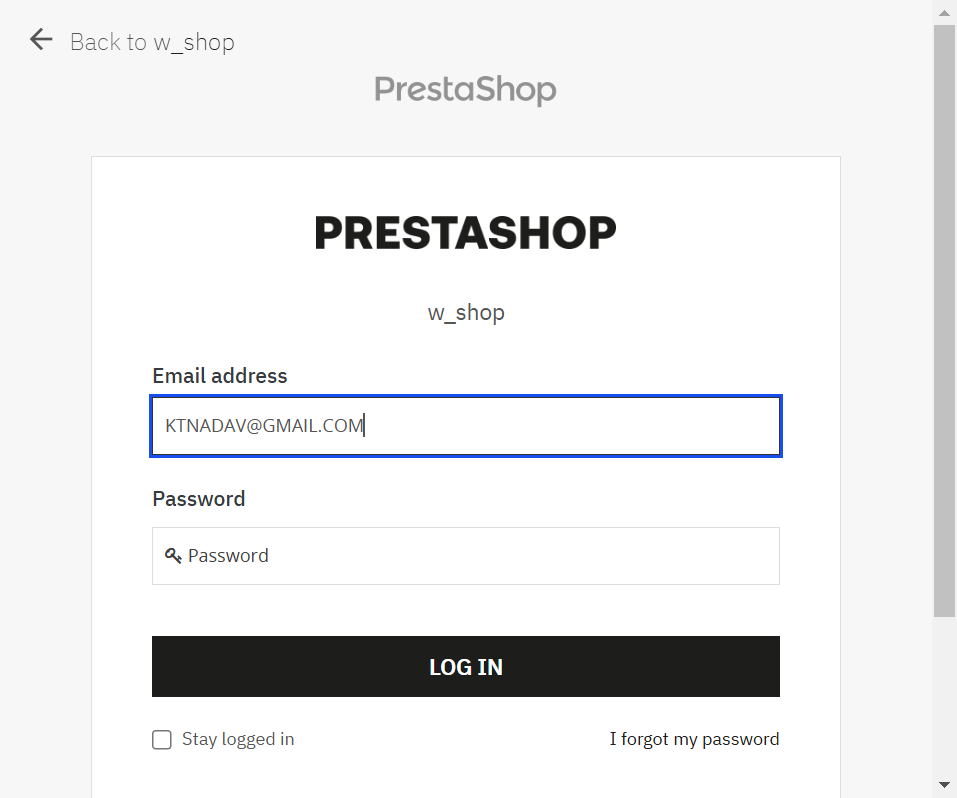 Back to w_shop
PrestaShop
PRESTASHOP
w_shop
Email address
KTNADAV@GMAIL.COM
Password
Password
LOG IN
Stay logged in
I forgot my password